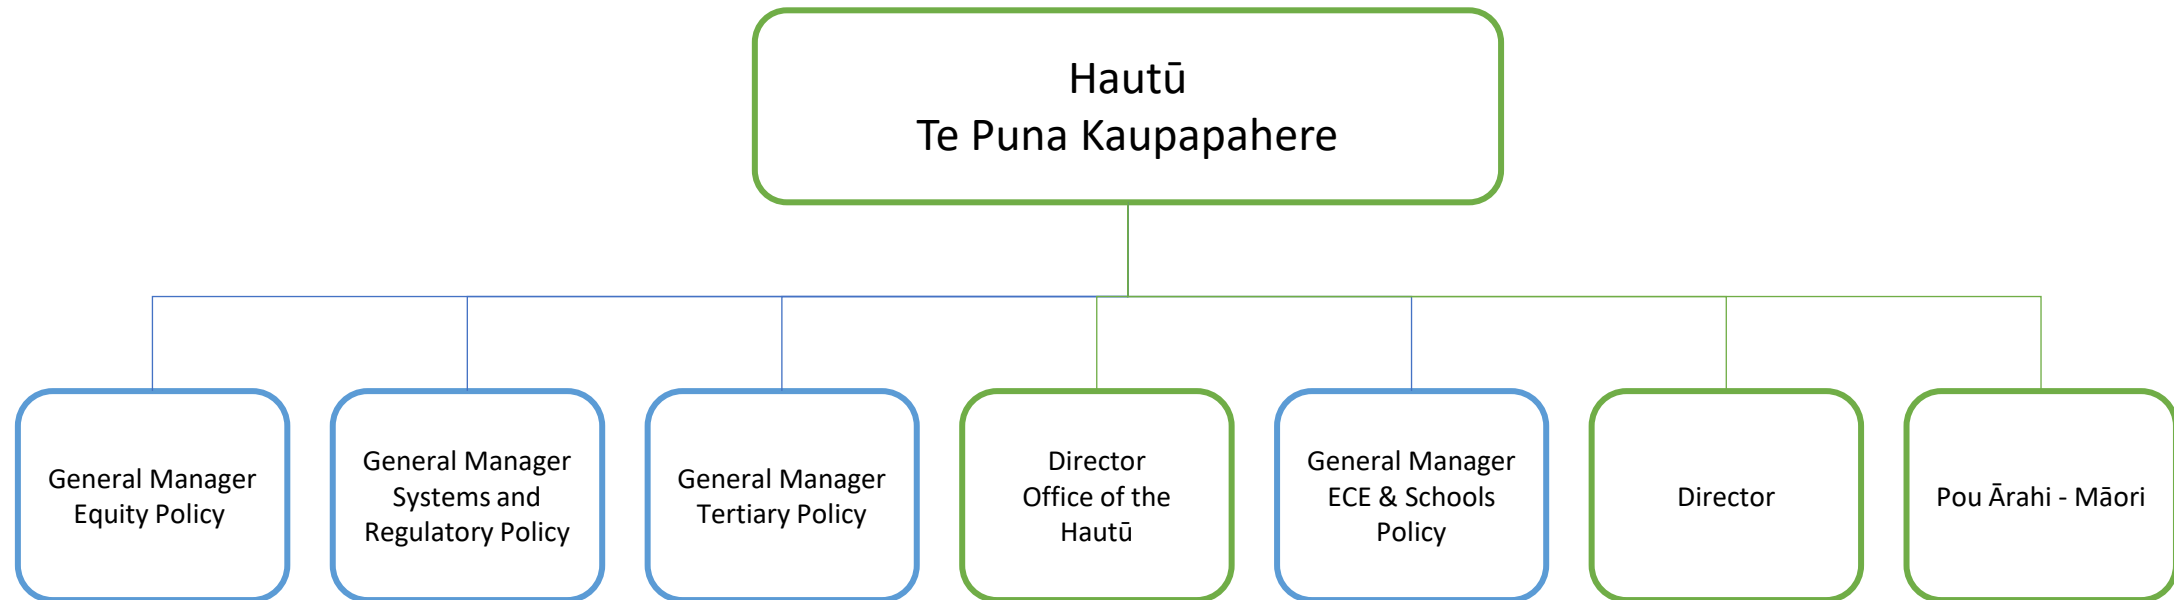 Hautū
Te Puna Kaupapahere
General Manager
Equity Policy
General Manager
Systems and
Regulatory Policy
General Manager
Tertiary Policy
Director
Office of the
Hautū
General Manager
ECE & Schools
Policy
Director
Pou Ārahi - Māori